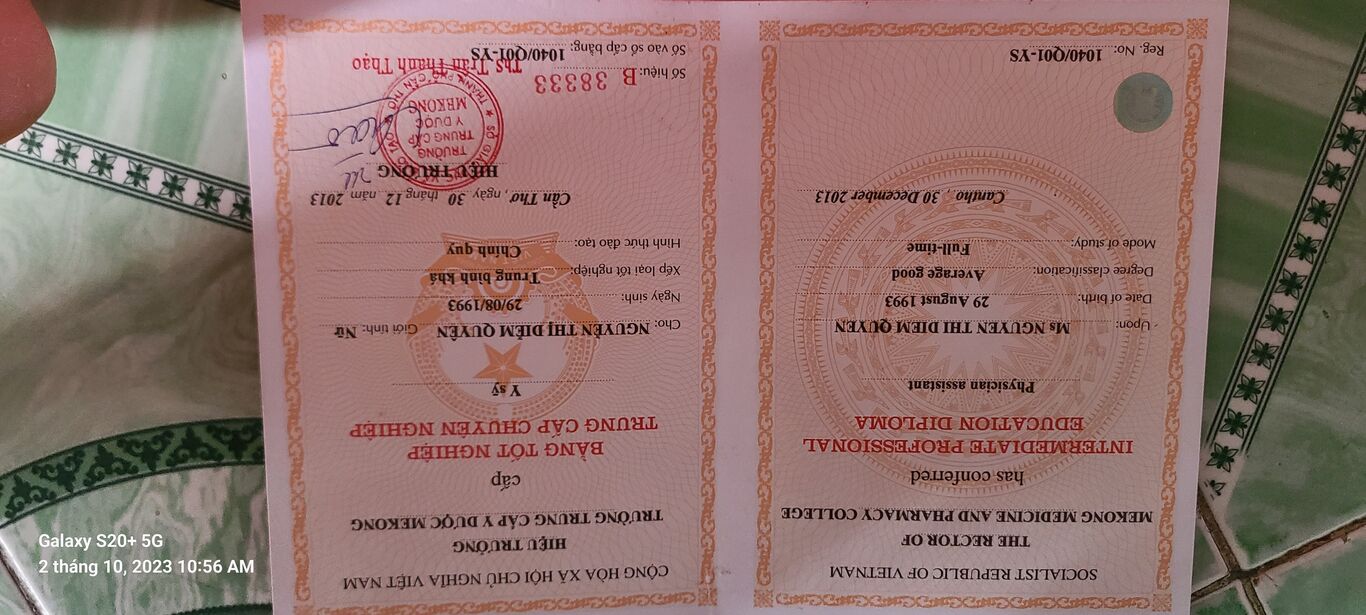 SOCIALIST REPUBLIC OF VIETNAM
THE RECTOR OF
MEKONG MEDICINE AND PHARMACY COLLEGE
has conferred
INTERMEDIATE PROFESSIONAL
EDUCATION DIPLOMA
Physician assistant
Upon: Ms NGUYEN THI DIEM QUYEN
Date of birth: 29 August 1993
Degree classification: Average good
Mode of study: Full-time
Cantho, 30 December 2013
Reg. No: 1040/Q01-YS
CỘNG HÒA XÃ HỘI CHỦ NGHĨA VIỆT NAM
HIỆU TRƯỞNG
TRƯỜNG TRUNG CẤP Y DƯỢC MEKONG
cấp
BẰNG TỐT NGHIỆP
TRUNG CẤP CHUYÊN NGHIỆP
Y sỹ
Cho: NGUYỄN THỊ DIỄM QUYÊN Giới tính: Nữ
Ngày sinh: 29/08/1993
Xếp loại tốt nghiệp: Trung bình khá
Hình thức đào tạo: Chính quy
Cần Thơ, ngày 30 tháng 12 năm 2013
HIỆU TRƯỞNG
TRƯỜNG
TRUNG CẤP
Y DƯỢC
MEKONG
Số hiệu: B 38333
Ths Trần Thanh Thảo
Số vào sổ cấp bằng: 1040/Q01-YS
Galaxy S20+ 5G
2 tháng 10, 2023 10:56 AM